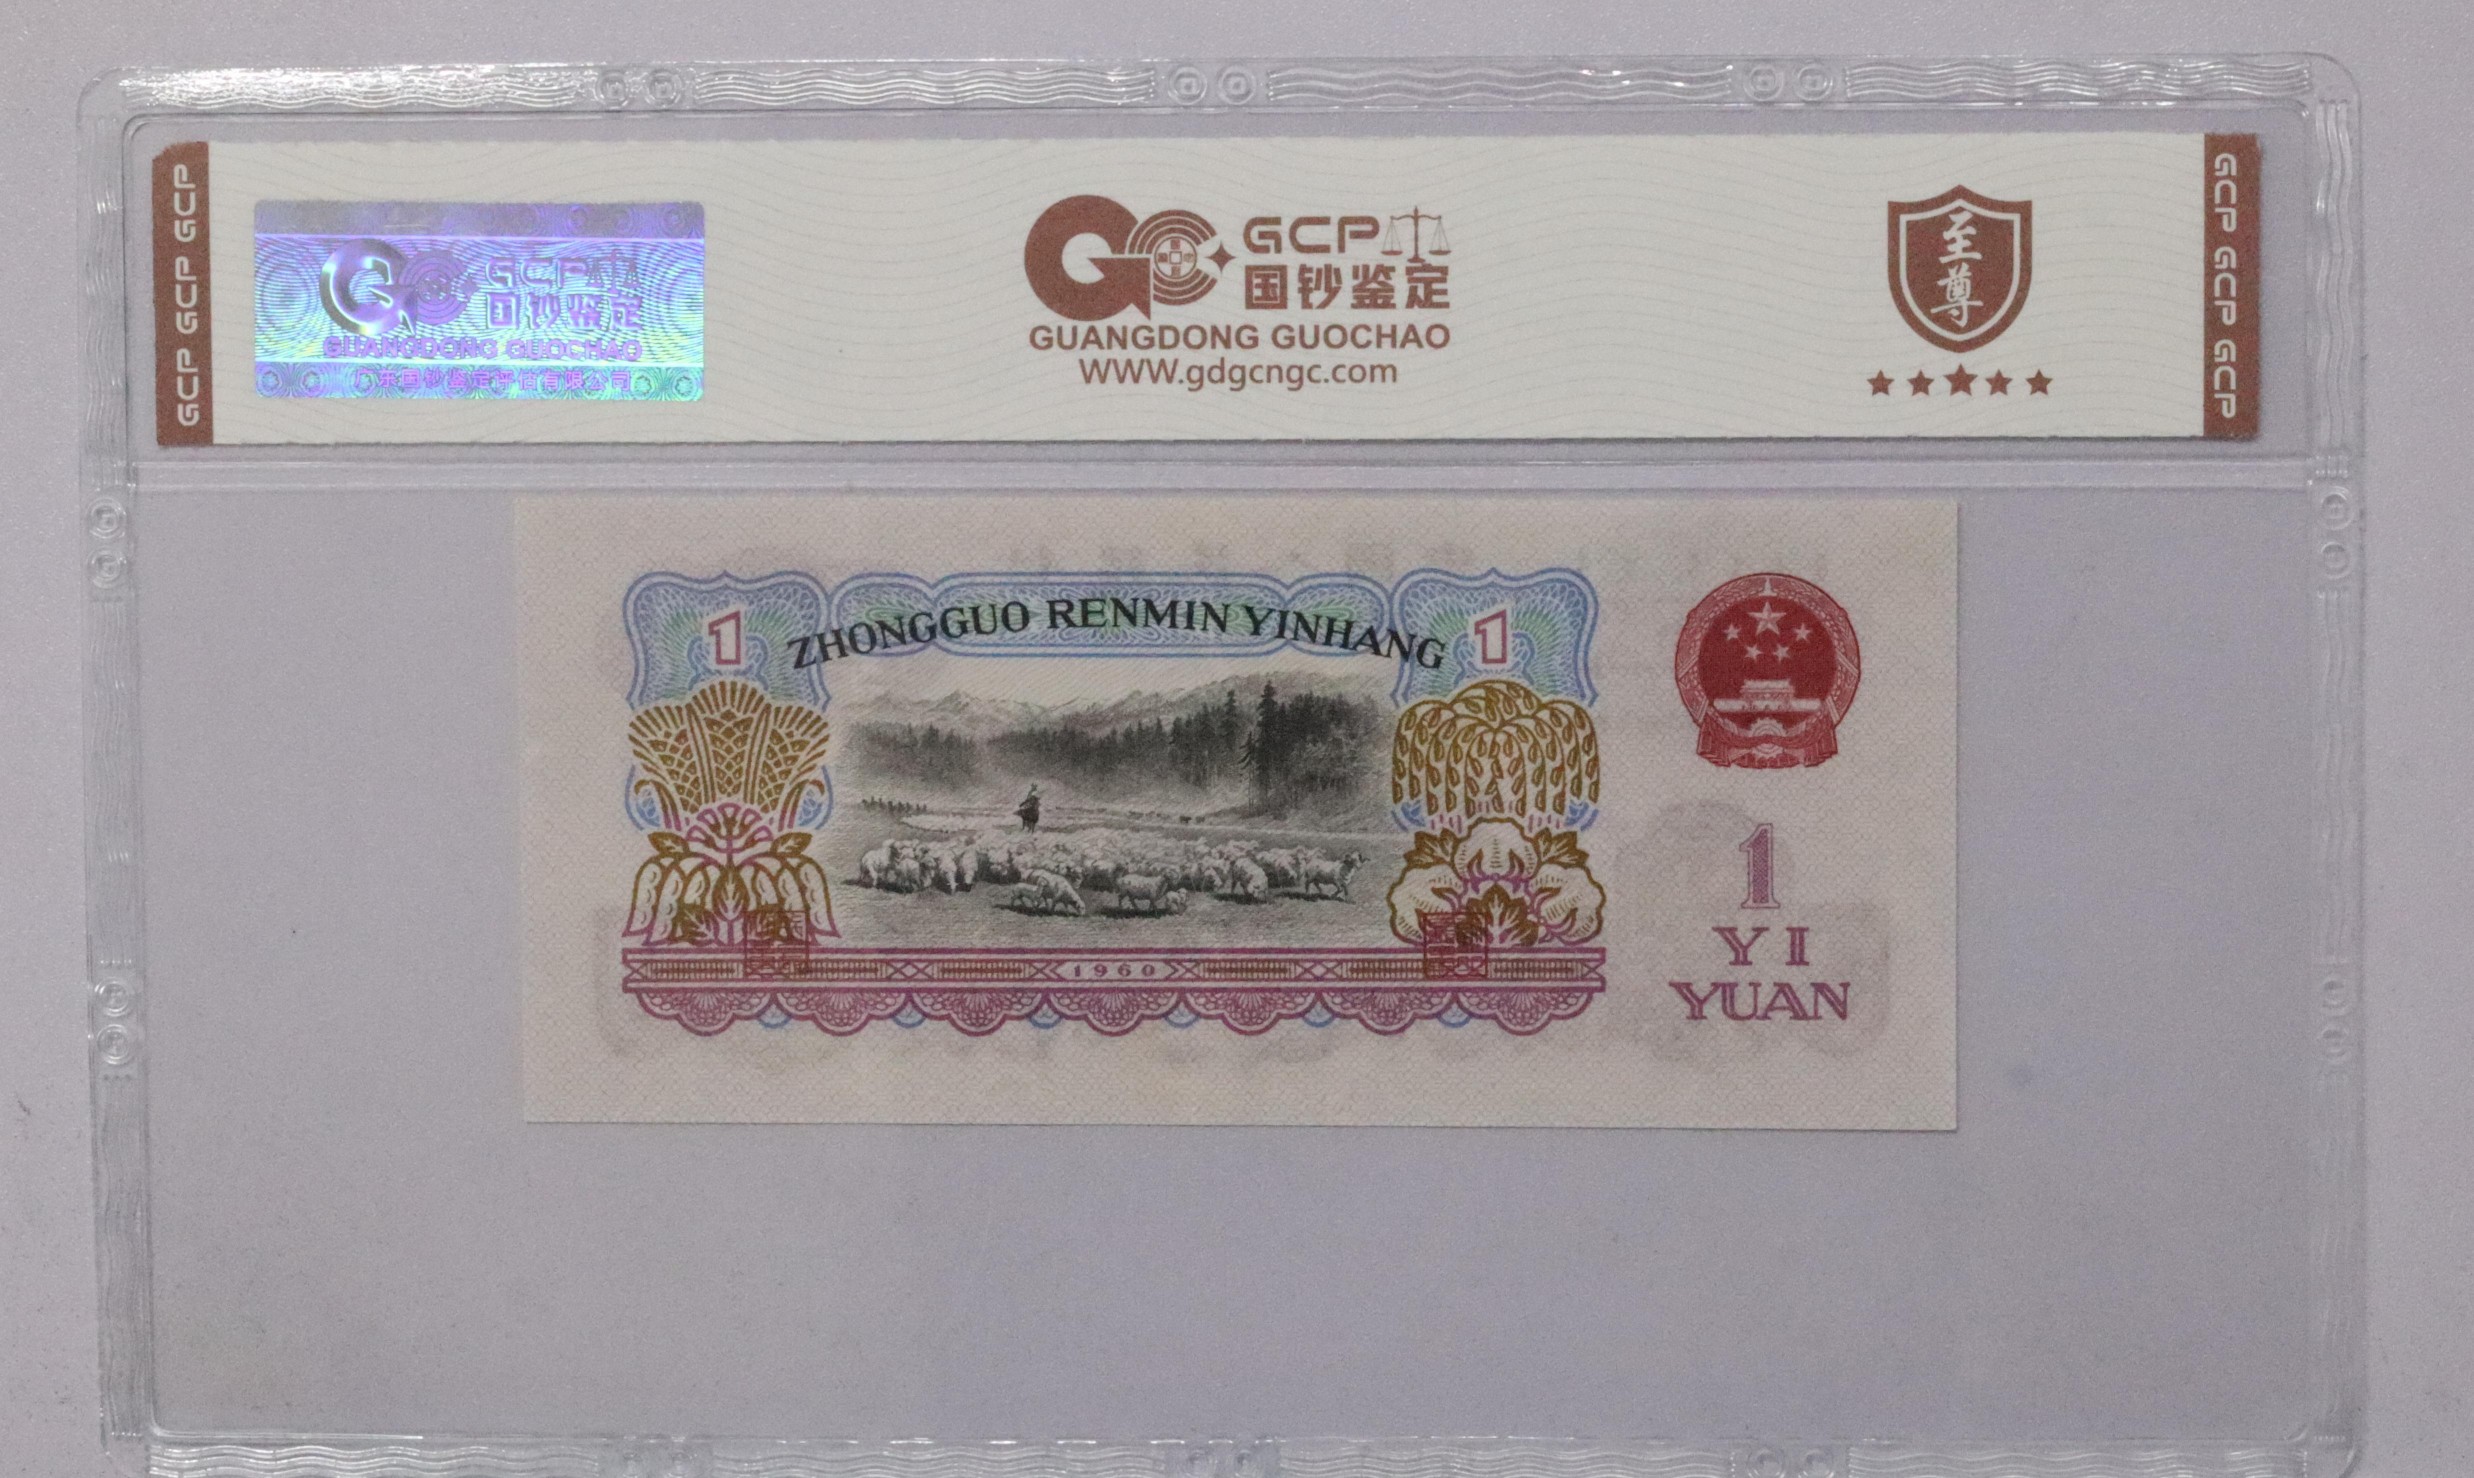 GCP GCP GCP
GCP
国钞鉴定
GUANGDONG GUOCHAO
广东国钞鉴定评估有限公司
GCP
国钞鉴定
GUANGDONG GUOCHAO
WWW.gdgcngc.com
至尊
GCP GCP GCP
ZHONGGUO RENMIN YINHANG
1
1
1960
1
YI
YUAN